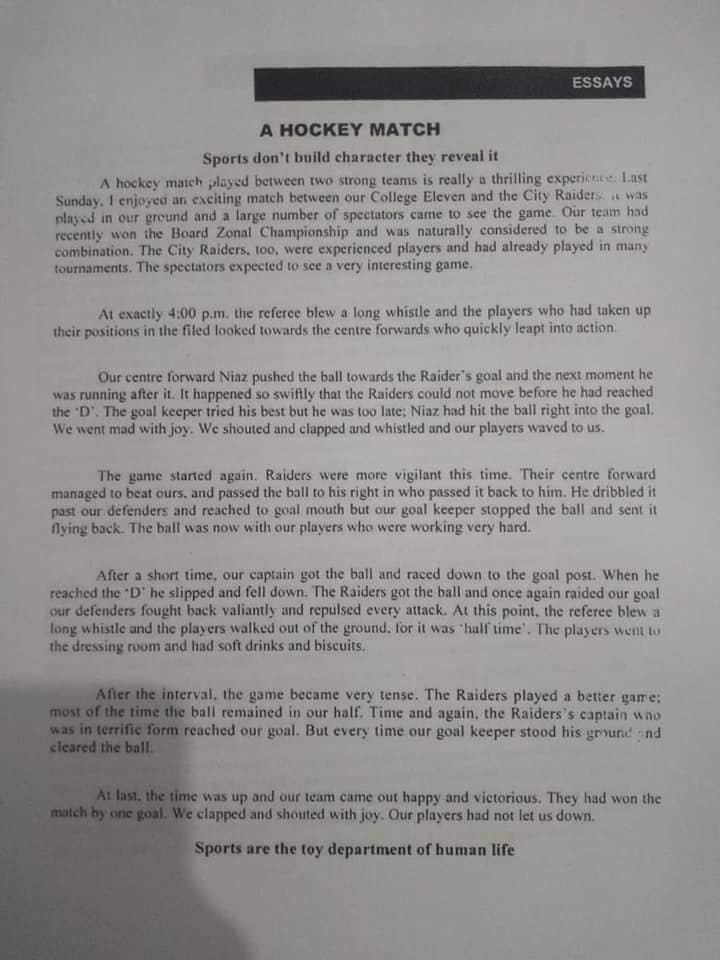 ESSAYS
A HOCKEY MATCH
Sports don't build character they reveal it
A hockey match played between two strong teams is really a thrilling experience. Last
Sunday, I enjoyed an exciting match between our College Eleven and the City Raiders. it was
played in our ground and a large number of spectators came to see the game. Our team had
recently won the Board Zonal Championship and was naturally considered to be a strong
combination. The City Raiders, too, were experienced players and had already played in many
tournaments. The spectators expected to see a very interesting game.
At exactly 4:00 p.m. the referee blew a long whistle and the players who had taken up
their positions in the filed looked towards the centre forwards who quickly leapt into action.
Our centre forward Niaz pushed the ball towards the Raider's goal and the next moment he
was running after it. It happened so swiftly that the Raiders could not move before he had reached
the 'D'. The goal keeper tried his best but he was too late; Niaz had hit the ball right into the goal.
We went mad with joy. We shouted and clapped and whistled and our players waved to us.
The game started again. Raiders were more vigilant this time. Their centre forward
managed to beat ours, and passed the ball to his right in who passed it back to him. He dribbled it
past our defenders and reached to goal mouth but our goal keeper stopped the ball and sent it
flying back. The ball was now with our players who were working very hard.
After a short time, our captain got the ball and raced down to the goal post. When he
reached the 'D' he slipped and fell down. The Raiders got the ball and once again raided our goal
our defenders fought back valiantly and repulsed every attack. At this point, the referee blew a
long whistle and the players walked out of the ground, for it was 'half time'. The players went to
the dressing room and had soft drinks and biscuits.
After the interval, the game became very tense. The Raiders played a better game;
most of the time the ball remained in our half. Time and again, the Raiders's captain who
was in terrific form reached our goal. But every time our goal keeper stood his ground and
cleared the ball.
At last, the time was up and our team came out happy and victorious. They had won the
match by one goal. We clapped and shouted with joy. Our players had not let us down.
Sports are the toy department of human life